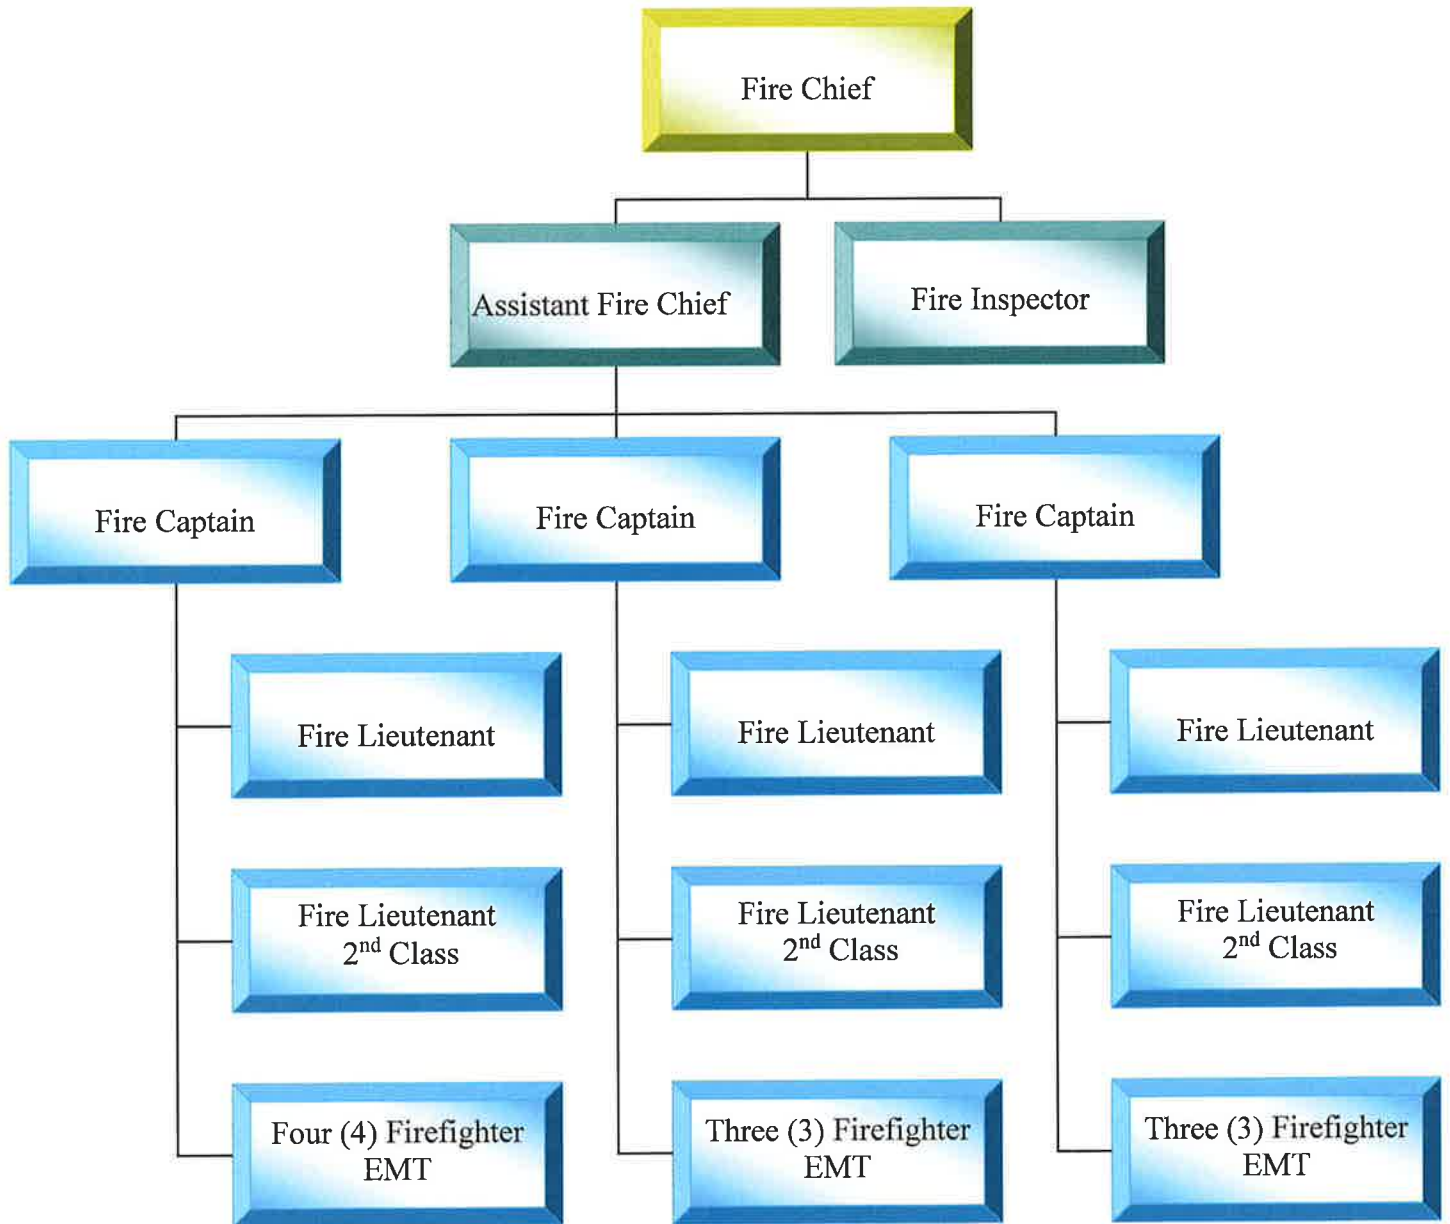 Fire Chief
Assistant Fire Chief
Fire Inspector
Fire Captain
Fire Captain
Fire Captain
Fire Lieutenant
Fire Lieutenant
Fire Lieutenant
Fire Lieutenant
2nd Class
Fire Lieutenant
2nd Class
Fire Lieutenant
2nd Class
Four (4) Firefighter
EMT
Three (3) Firefighter
EMT
Three (3) Firefighter
EMT